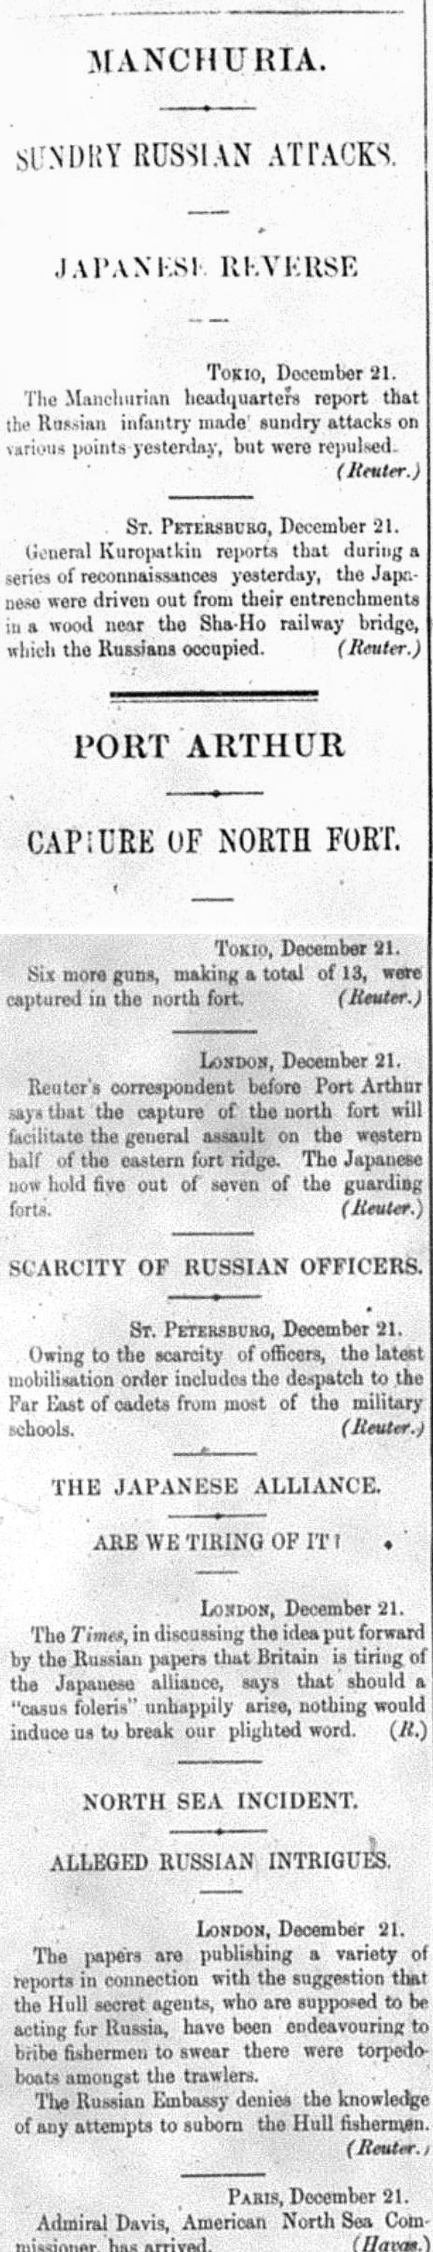 MANCHURIA.
SUNDRY RUSSIAN ATTACKS.
JAPANESE REVERSE
TOKIO, December 21.
The Manchurian headquarters report that
the Russian infantry made sundry attacks on
various points yesterday, but were repulsed.
(Reuter.)
ST. PETERSBURG, December 21.
General Kuropatkin reports that during a
series of reconnaissances yesterday, the Japa-
nese were driven out from their entrenchments
in a wood near the Sha-Ho railway bridge,
which the Russians occupied. (Reuter.)
PORT ARTHUR
CAPTURE OF NORTH FORT.
TOKIO, December 21.
Six more guns, making a total of 13, were
captured in the north fort. (Reuter.)
LONDON, December 21.
Reuter's correspondent before Port Arthur
says that the capture of the north fort will
facilitate the general assault on the western
half of the eastern fort ridge. The Japanese
now hold five out of seven of the guarding
forts. (Reuter.)
SCARCITY OF RUSSIAN OFFICERS.
ST. PETERSBURG, December 21.
Owing to the scarcity of officers, the latest
mobilisation order includes the despatch to the
Far East of cadets from most of the military
schools. (Reuter.)
THE JAPANESE ALLIANCE.
ARE WE TIRING OF IT?
LONDON, December 21.
The Times, in discussing the idea put forward
by the Russian papers that Britain is tiring of
the Japanese alliance, says that should a
"casus foleris" unhappily arise, nothing would
induce us to break our plighted word. (R.)
NORTH SEA INCIDENT.
ALLEGED RUSSIAN INTRIGUES.
LONDON, December 21.
The papers are publishing a variety of
reports in connection with the suggestion that
the Hull secret agents, who are supposed to be
acting for Russia, have been endeavouring to
bribe fishermen to swear there were torpedo-
boats amongst the trawlers.
The Russian Embassy denies the knowledge
of any attempts to suborn the Hull fishermen.
(Reuter.)
PARIS, December 21.
Admiral Davis, American North Sea Com-
missioner, has arrived. (Havas.)